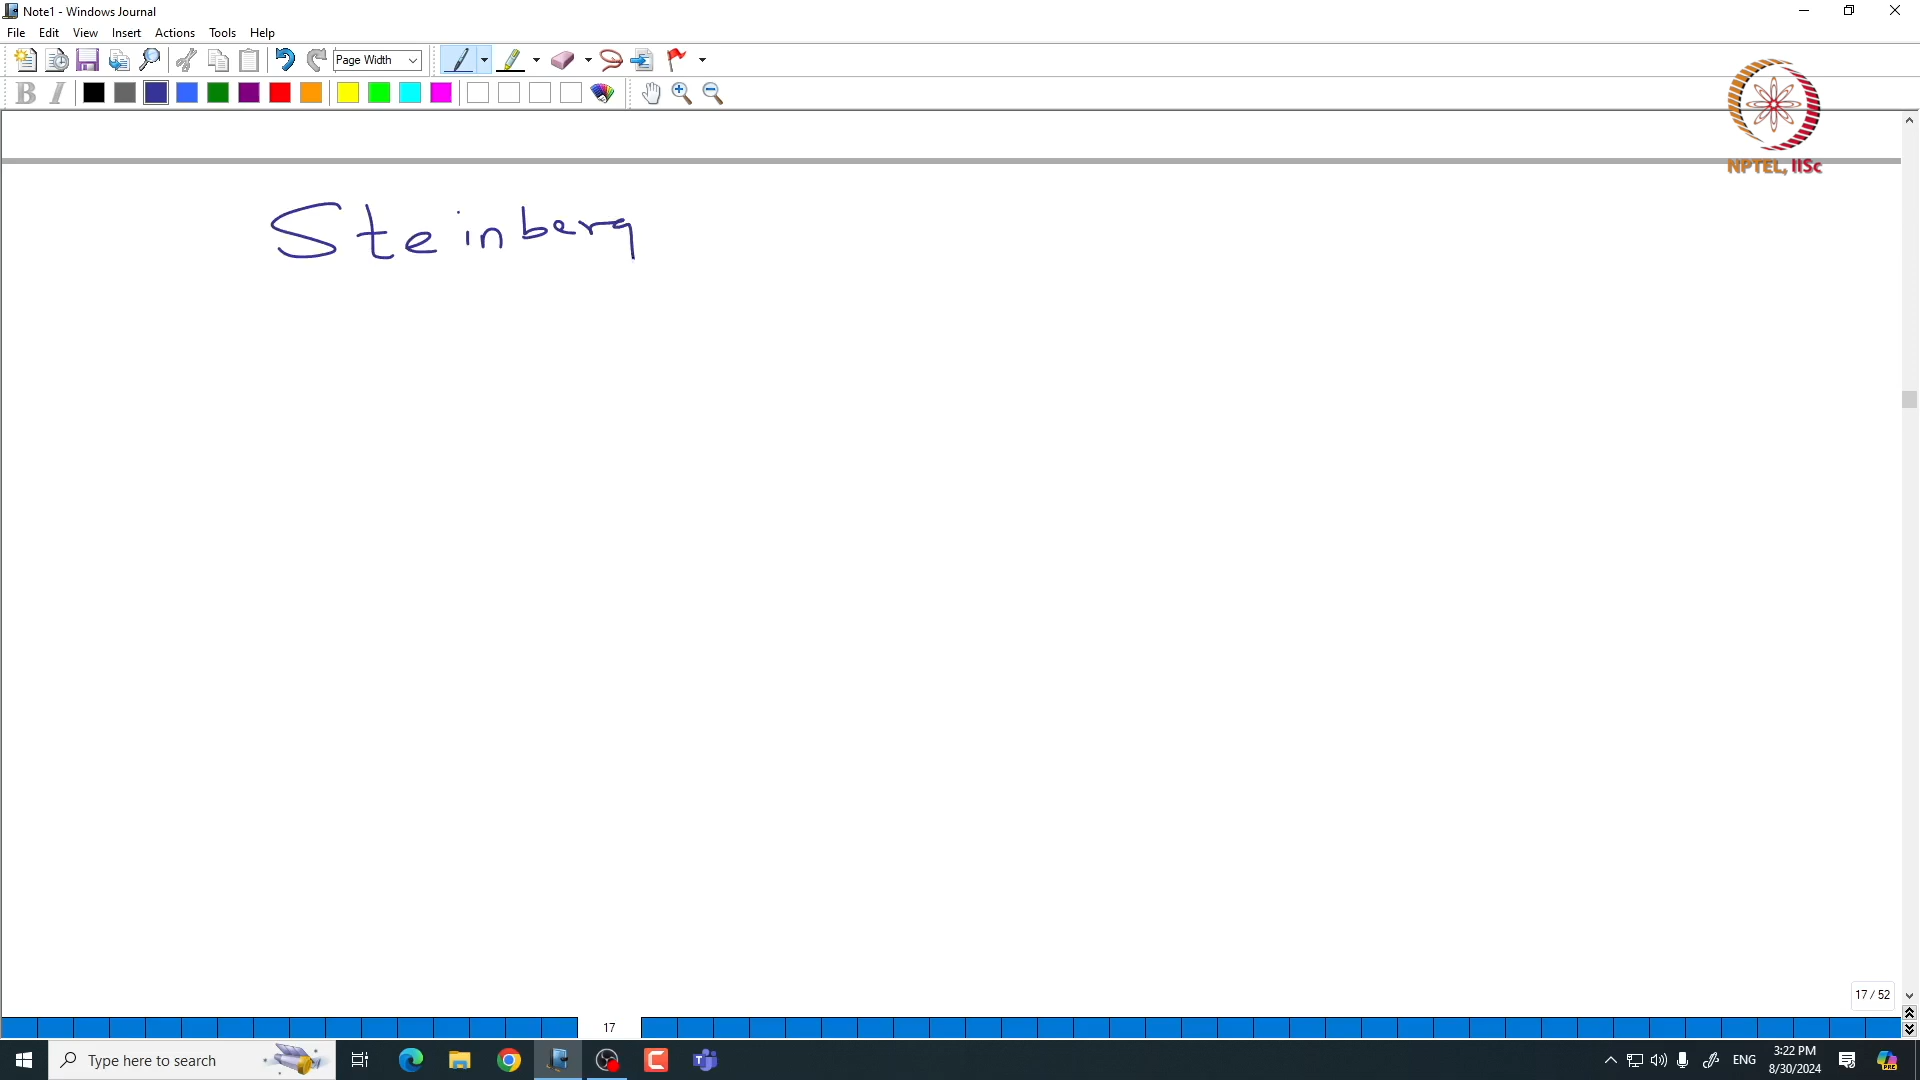 Note1 - Windows Journal
File Edit View Insert Actions Tools Help
Page Width
B I
NPTEL, IISc
Steinberg
17 / 52
17
Type here to search
ENG
3:22 PM
8/30/2024